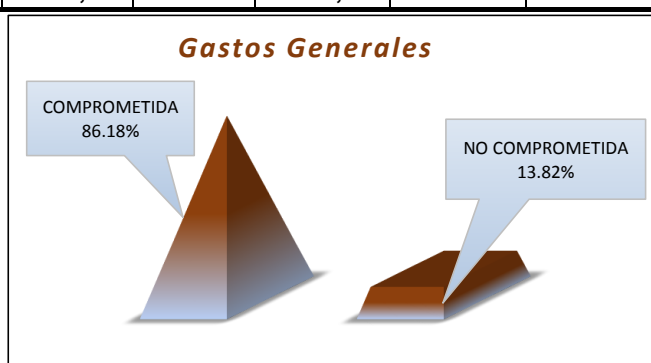 Gastos Generales
COMPROMETIDA
86.18%
NO COMPROMETIDA
13.82%